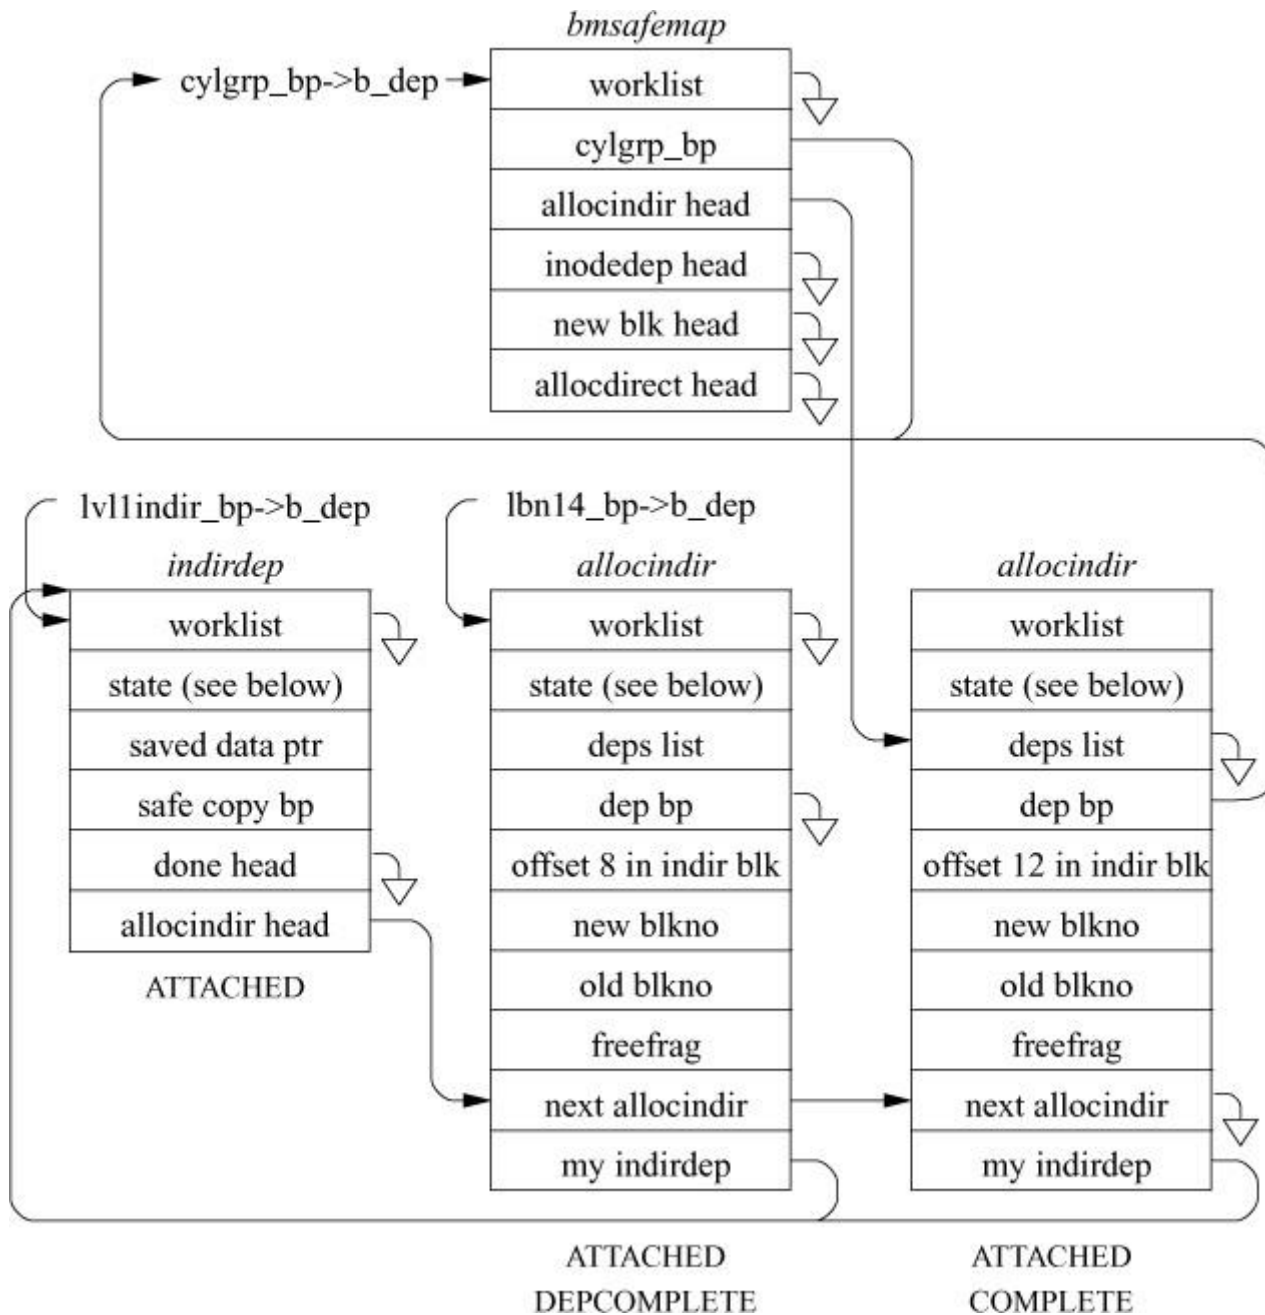 bmsafemap
cylgrp_bp->b_dep
worklist
cylgrp_bp
allocindir head
inodedep head
new blk head
allocdirect head
lvl1indir_bp->b_dep
indirdep
worklist
state (see below)
saved data ptr
safe copy bp
done head
allocindir head
ATTACHED
lbn14_bp->b_dep
allocindir
worklist
state (see below)
deps list
dep bp
offset 8 in indir blk
new blkno
old blkno
freefrag
next allocindir
my indirdep
ATTACHED
DEPCOMPLETE
allocindir
worklist
state (see below)
deps list
dep bp
offset 12 in indir blk
new blkno
old blkno
freefrag
next allocindir
my indirdep
ATTACHED
COMPLETE